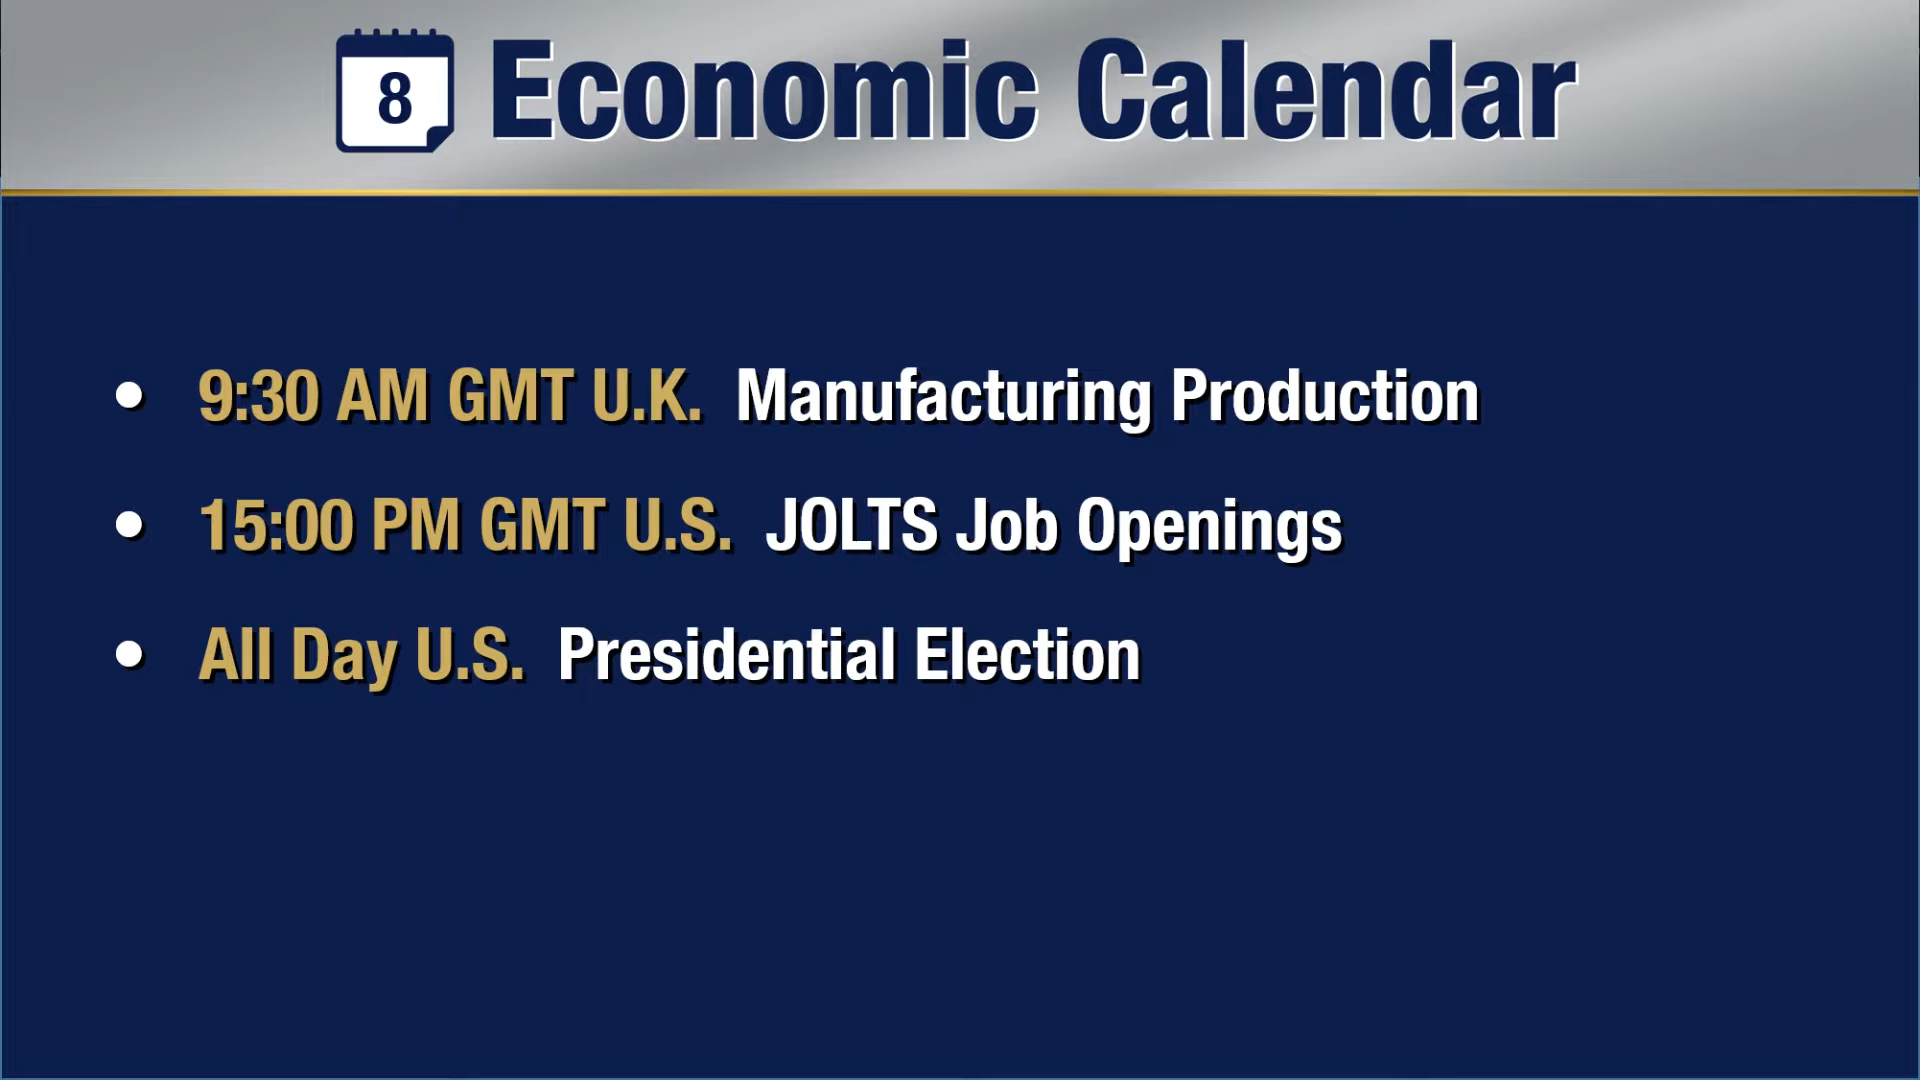 8 Economic Calendar
• 9:30 AM GMT U.K. Manufacturing Production
• 15:00 PM GMT U.S. JOLTS Job Openings
• All Day U.S. Presidential Election